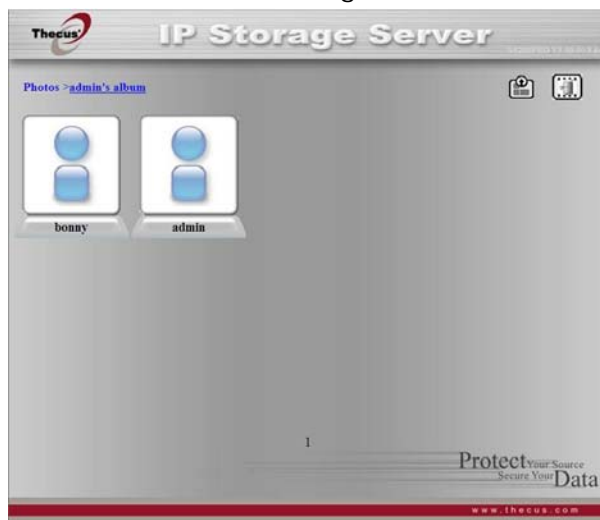 Thecus
IP Storage Server
Photos >admin's album
bonny
admin
1
Protect Your Source
Secure Your Data
www.thecus.com